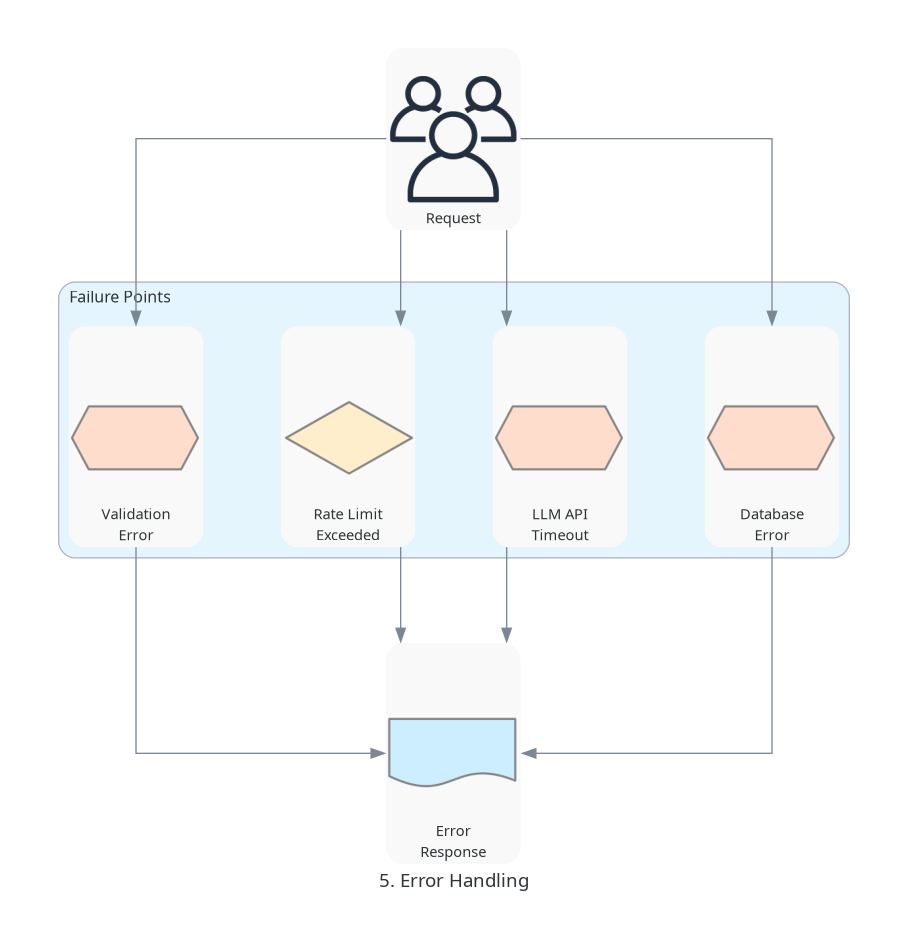 Request
Failure Points
Validation
Error
Rate Limit
Exceeded
LLM API
Timeout
Database
Error
Error
Response
5. Error Handling